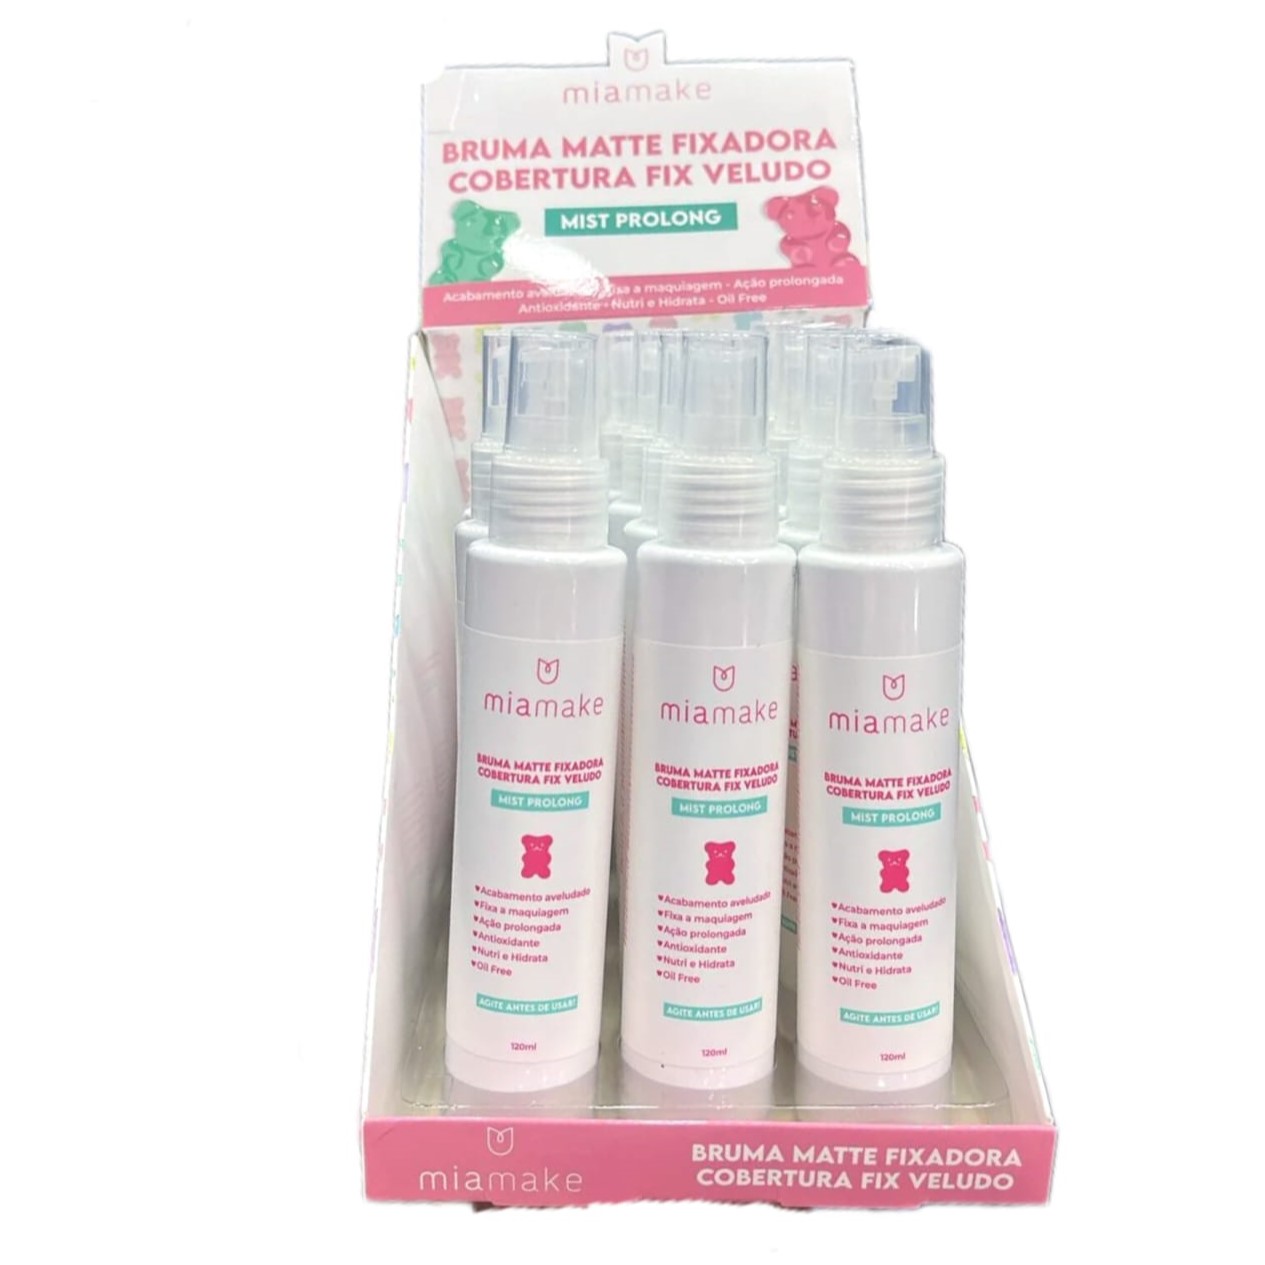 miamake
BRUMA MATTE FIXADORA
COBERTURA FIX VELUDO
MIST PROLONG
Acabamento a maquiagem - Ação prolongada
Antioxidante - Nutri e Hidrata - Oil Free
miamake
BRUMA MATTE FIXADORA
COBERTURA FIX VELUDO
MIST PROLONG
Acabamento aveludado
Fixa a maquiagem
Ação prolongada
Antioxidante
Nutri e Hidrata
Oil Free
AGITE ANTES DE USAR!
120ml
miamake
BRUMA MATTE FIXADORA
COBERTURA FIX VELUDO
MIST PROLONG
Acabamento aveludado
Fixa a maquiagem
Ação prolongada
Antioxidante
Nutri e Hidrata
Oil Free
AGITE ANTES DE USAR!
120ml
miamake
BRUMA MATTE FIXADORA
COBERTURA FIX VELUDO
MIST PROLONG
Acabamento aveludado
Fixa a maquiagem
Ação prolongada
Antioxidante
Nutri e Hidrata
Oil Free
AGITE ANTES DE USAR!
120ml
miamake
BRUMA MATTE FIXADORA
COBERTURA FIX VELUDO